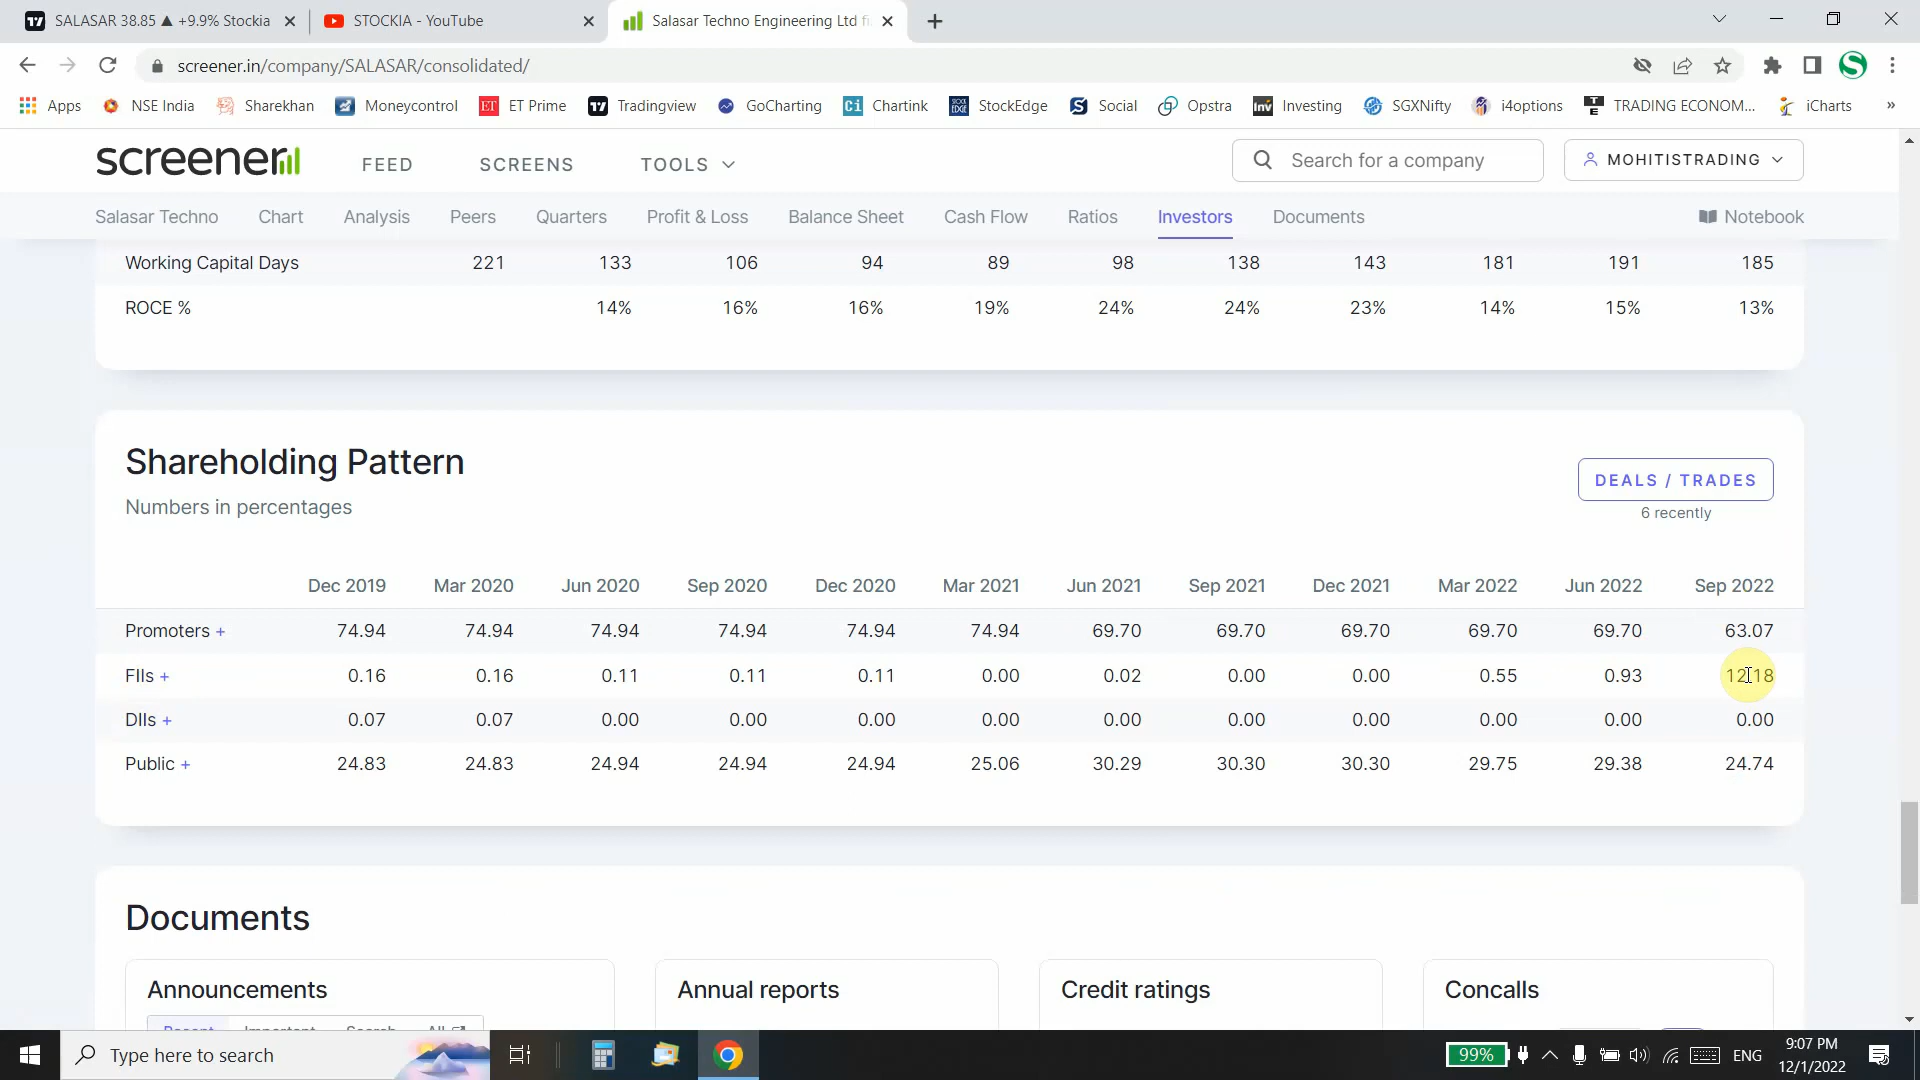 SALASAR 38.85 ▲ +9.9% Stockia
STOCKIA - YouTube
Salasar Techno Engineering Ltd fi
screener.in/company/SALASAR/consolidated/
Apps NSE India Sharekhan Moneycontrol ET Prime Tradingview GoCharting Chartink StockEdge Social Opstra Investing SGXNifty i4options TRADING ECONOM... iCharts »
screener FEED SCREENS TOOLS Search for a company MOHITISTRADING
Salasar Techno Chart Analysis Peers Quarters Profit & Loss Balance Sheet Cash Flow Ratios Investors Documents Notebook
Working Capital Days 221 133 106 94 89 98 138 143 181 191 185
ROCE % 14% 16% 16% 19% 24% 24% 23% 14% 15% 13%
Shareholding Pattern
DEALS / TRADES
Numbers in percentages
6 recently
Dec 2019 Mar 2020 Jun 2020 Sep 2020 Dec 2020 Mar 2021 Jun 2021 Sep 2021 Dec 2021 Mar 2022 Jun 2022 Sep 2022
Promoters + 74.94 74.94 74.94 74.94 74.94 74.94 69.70 69.70 69.70 69.70 69.70 63.07
FIIs + 0.16 0.16 0.11 0.11 0.11 0.00 0.02 0.00 0.00 0.55 0.93 12.18
DIIs + 0.07 0.07 0.00 0.00 0.00 0.00 0.00 0.00 0.00 0.00 0.00 0.00
Public + 24.83 24.83 24.94 24.94 24.94 25.06 30.29 30.30 30.30 29.75 29.38 24.74
Documents
Announcements Annual reports Credit ratings Concalls
Recent Important Search All
Type here to search
99% ENG
9:07 PM
12/1/2022